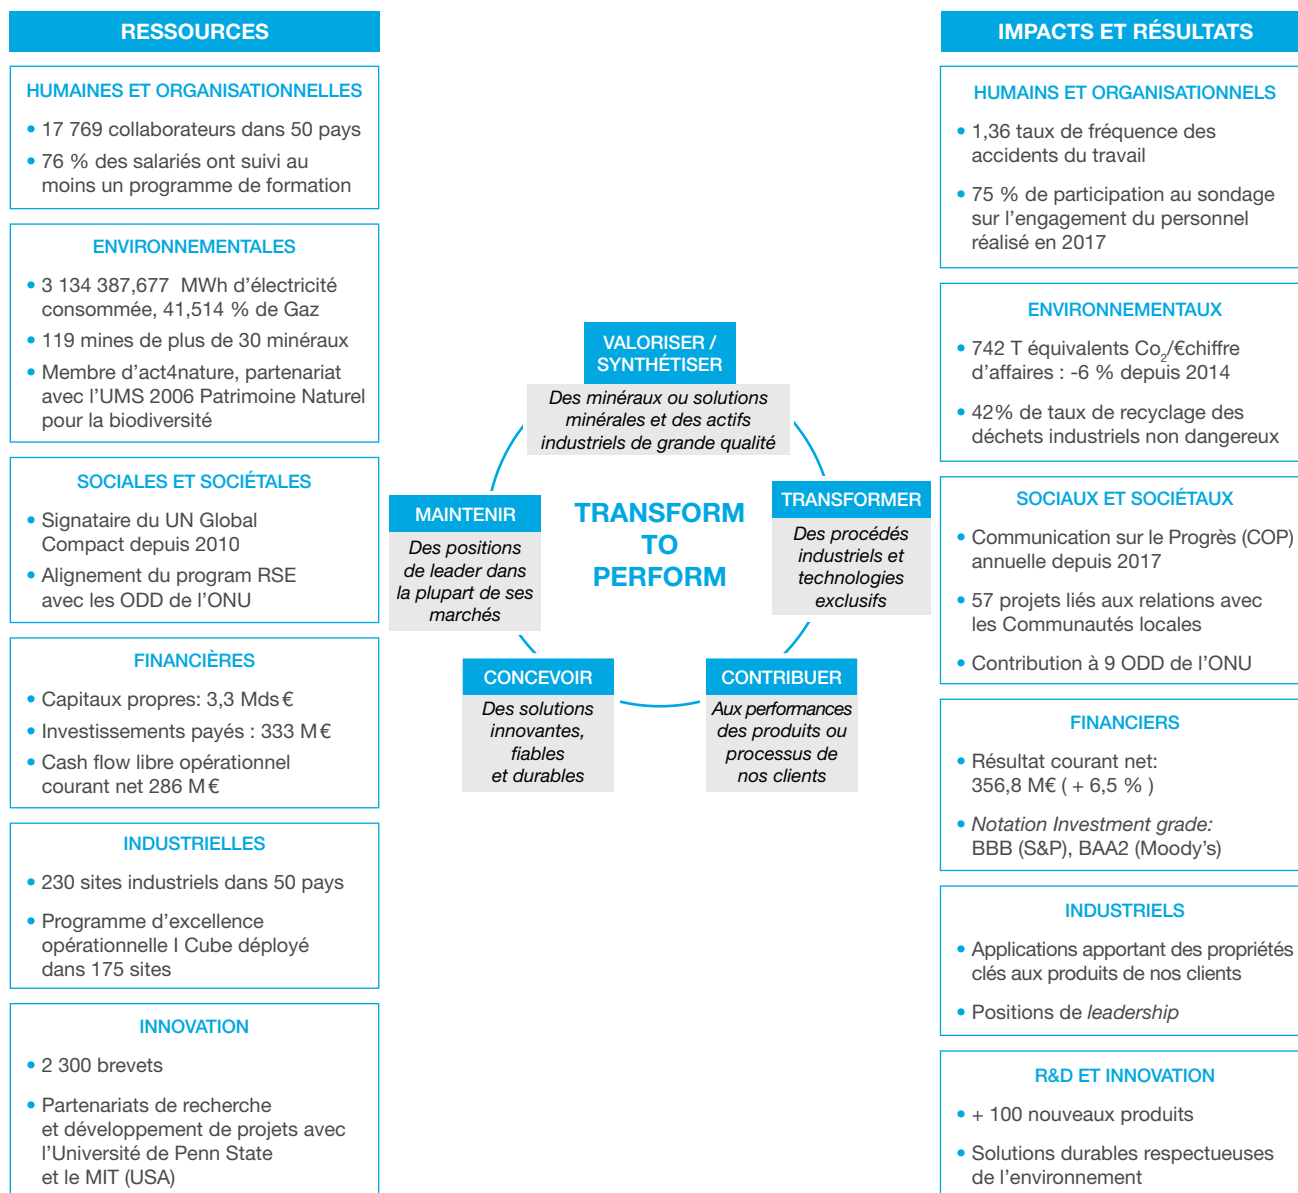 RESSOURCES
HUMAINES ET ORGANISATIONNELLES
• 17 769 collaborateurs dans 50 pays
• 76 % des salariés ont suivi au
moins un programme de formation
ENVIRONNEMENTALES
• 3 134 387,677 MWh d’électricité
consommée, 41,514 % de Gaz
• 119 mines de plus de 30 minéraux
• Membre d’act4nature, partenariat
avec l’UMS 2006 Patrimoine Naturel
pour la biodiversité
SOCIALES ET SOCIÉTALES
• Signataire du UN Global
Compact depuis 2010
• Alignement du program RSE
avec les ODD de l’ONU
FINANCIÈRES
• Capitaux propres: 3,3 Mds €
• Investissements payés : 333 M €
• Cash flow libre opérationnel
courant net 286 M €
INDUSTRIELLES
• 230 sites industriels dans 50 pays
• Programme d’excellence
opérationnelle I Cube déployé
dans 175 sites
INNOVATION
• 2 300 brevets
• Partenariats de recherche
et développement de projets avec
l’Université de Penn State
et le MIT (USA)
VALORISER /
SYNTHÉTISER
Des minéraux ou solutions
minérales et des actifs
industriels de grande qualité
TRANSFORMER
Des procédés
industriels et
technologies
exclusifs
CONTRIBUER
Aux performances
des produits ou
processus de
nos clients
CONCEVOIR
Des solutions
innovantes,
fiables
et durables
MAINTENIR
Des positions
de leader dans
la plupart de ses
marchés
TRANSFORM
TO
PERFORM
IMPACTS ET RÉSULTATS
HUMAINS ET ORGANISATIONNELS
• 1,36 taux de fréquence des
accidents du travail
• 75 % de participation au sondage
sur l’engagement du personnel
réalisé en 2017
ENVIRONNEMENTAUX
• 742 T équivalents Co₂/€chiffre
d’affaires : -6 % depuis 2014
• 42% de taux de recyclage des
déchets industriels non dangereux
SOCIAUX ET SOCIÉTAUX
• Communication sur le Progrès (COP)
annuelle depuis 2017
• 57 projets liés aux relations avec
les Communautés locales
• Contribution à 9 ODD de l’ONU
FINANCIERS
• Résultat courant net:
356,8 M€ ( + 6,5 % )
• Notation Investment grade:
BBB (S&P), BAA2 (Moody’s)
INDUSTRIELS
• Applications apportant des propriétés
clés aux produits de nos clients
• Positions de leadership
R&D ET INNOVATION
• + 100 nouveaux produits
• Solutions durables respectueuses
de l’environnement